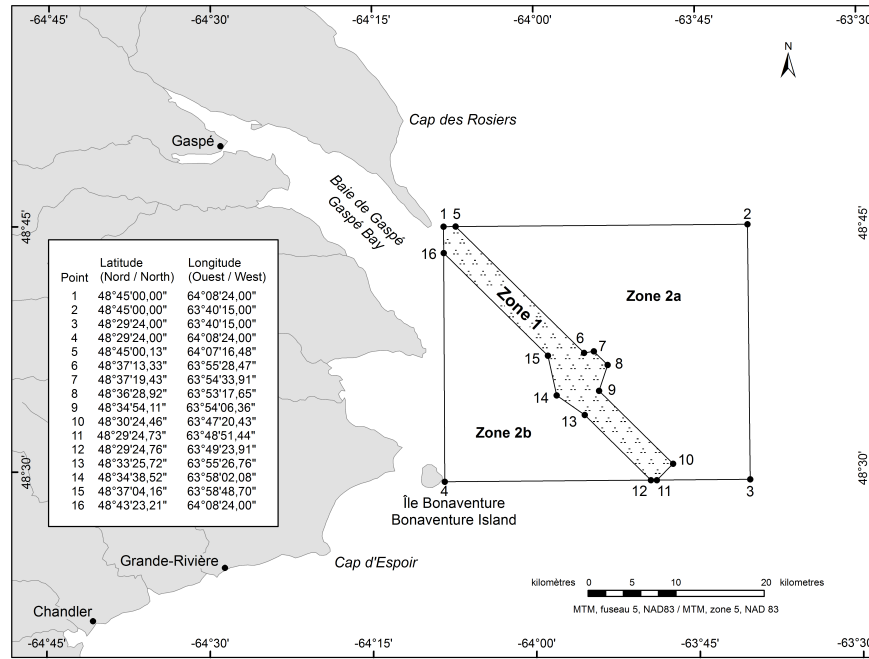 -64°45' -64°30' -64°15' -64°00' -63°45' -63°30'
N
Cap des Rosiers
Gaspé
Baie de Gaspé
Gaspé Bay
48°45'
48°45'
1 5 2
16
Zone 1
Zone 2a
6 7
8
15
9
14
13
Zone 2b
10
12 11
4 3
48°30'
48°30'
Latitude Longitude
Point (Nord / North) (Ouest / West)
1 48°45'00,00" 64°08'24,00"
2 48°45'00,00" 63°40'15,00"
3 48°29'24,00" 63°40'15,00"
4 48°29'24,00" 64°08'24,00"
5 48°45'00,13" 64°07'16,48"
6 48°37'13,33" 63°55'28,47"
7 48°37'19,43" 63°54'33,91"
8 48°36'28,92" 63°53'17,65"
9 48°34'54,11" 63°54'06,36"
10 48°30'24,46" 63°47'20,43"
11 48°29'24,73" 63°48'51,44"
12 48°29'24,76" 63°49'23,91"
13 48°33'25,72" 63°55'26,76"
14 48°34'38,52" 63°58'02,08"
15 48°37'04,16" 63°58'48,70"
16 48°43'23,21" 64°08'24,00"
Île Bonaventure
Bonaventure Island
Grande-Rivière
Cap d'Espoir
Chandler
kilomètres 0 5 10 20 kilometres
MTM, fuseau 5, NAD83 / MTM, zone 5, NAD 83
-64°45' -64°30' -64°15' -64°00' -63°45' -63°30'